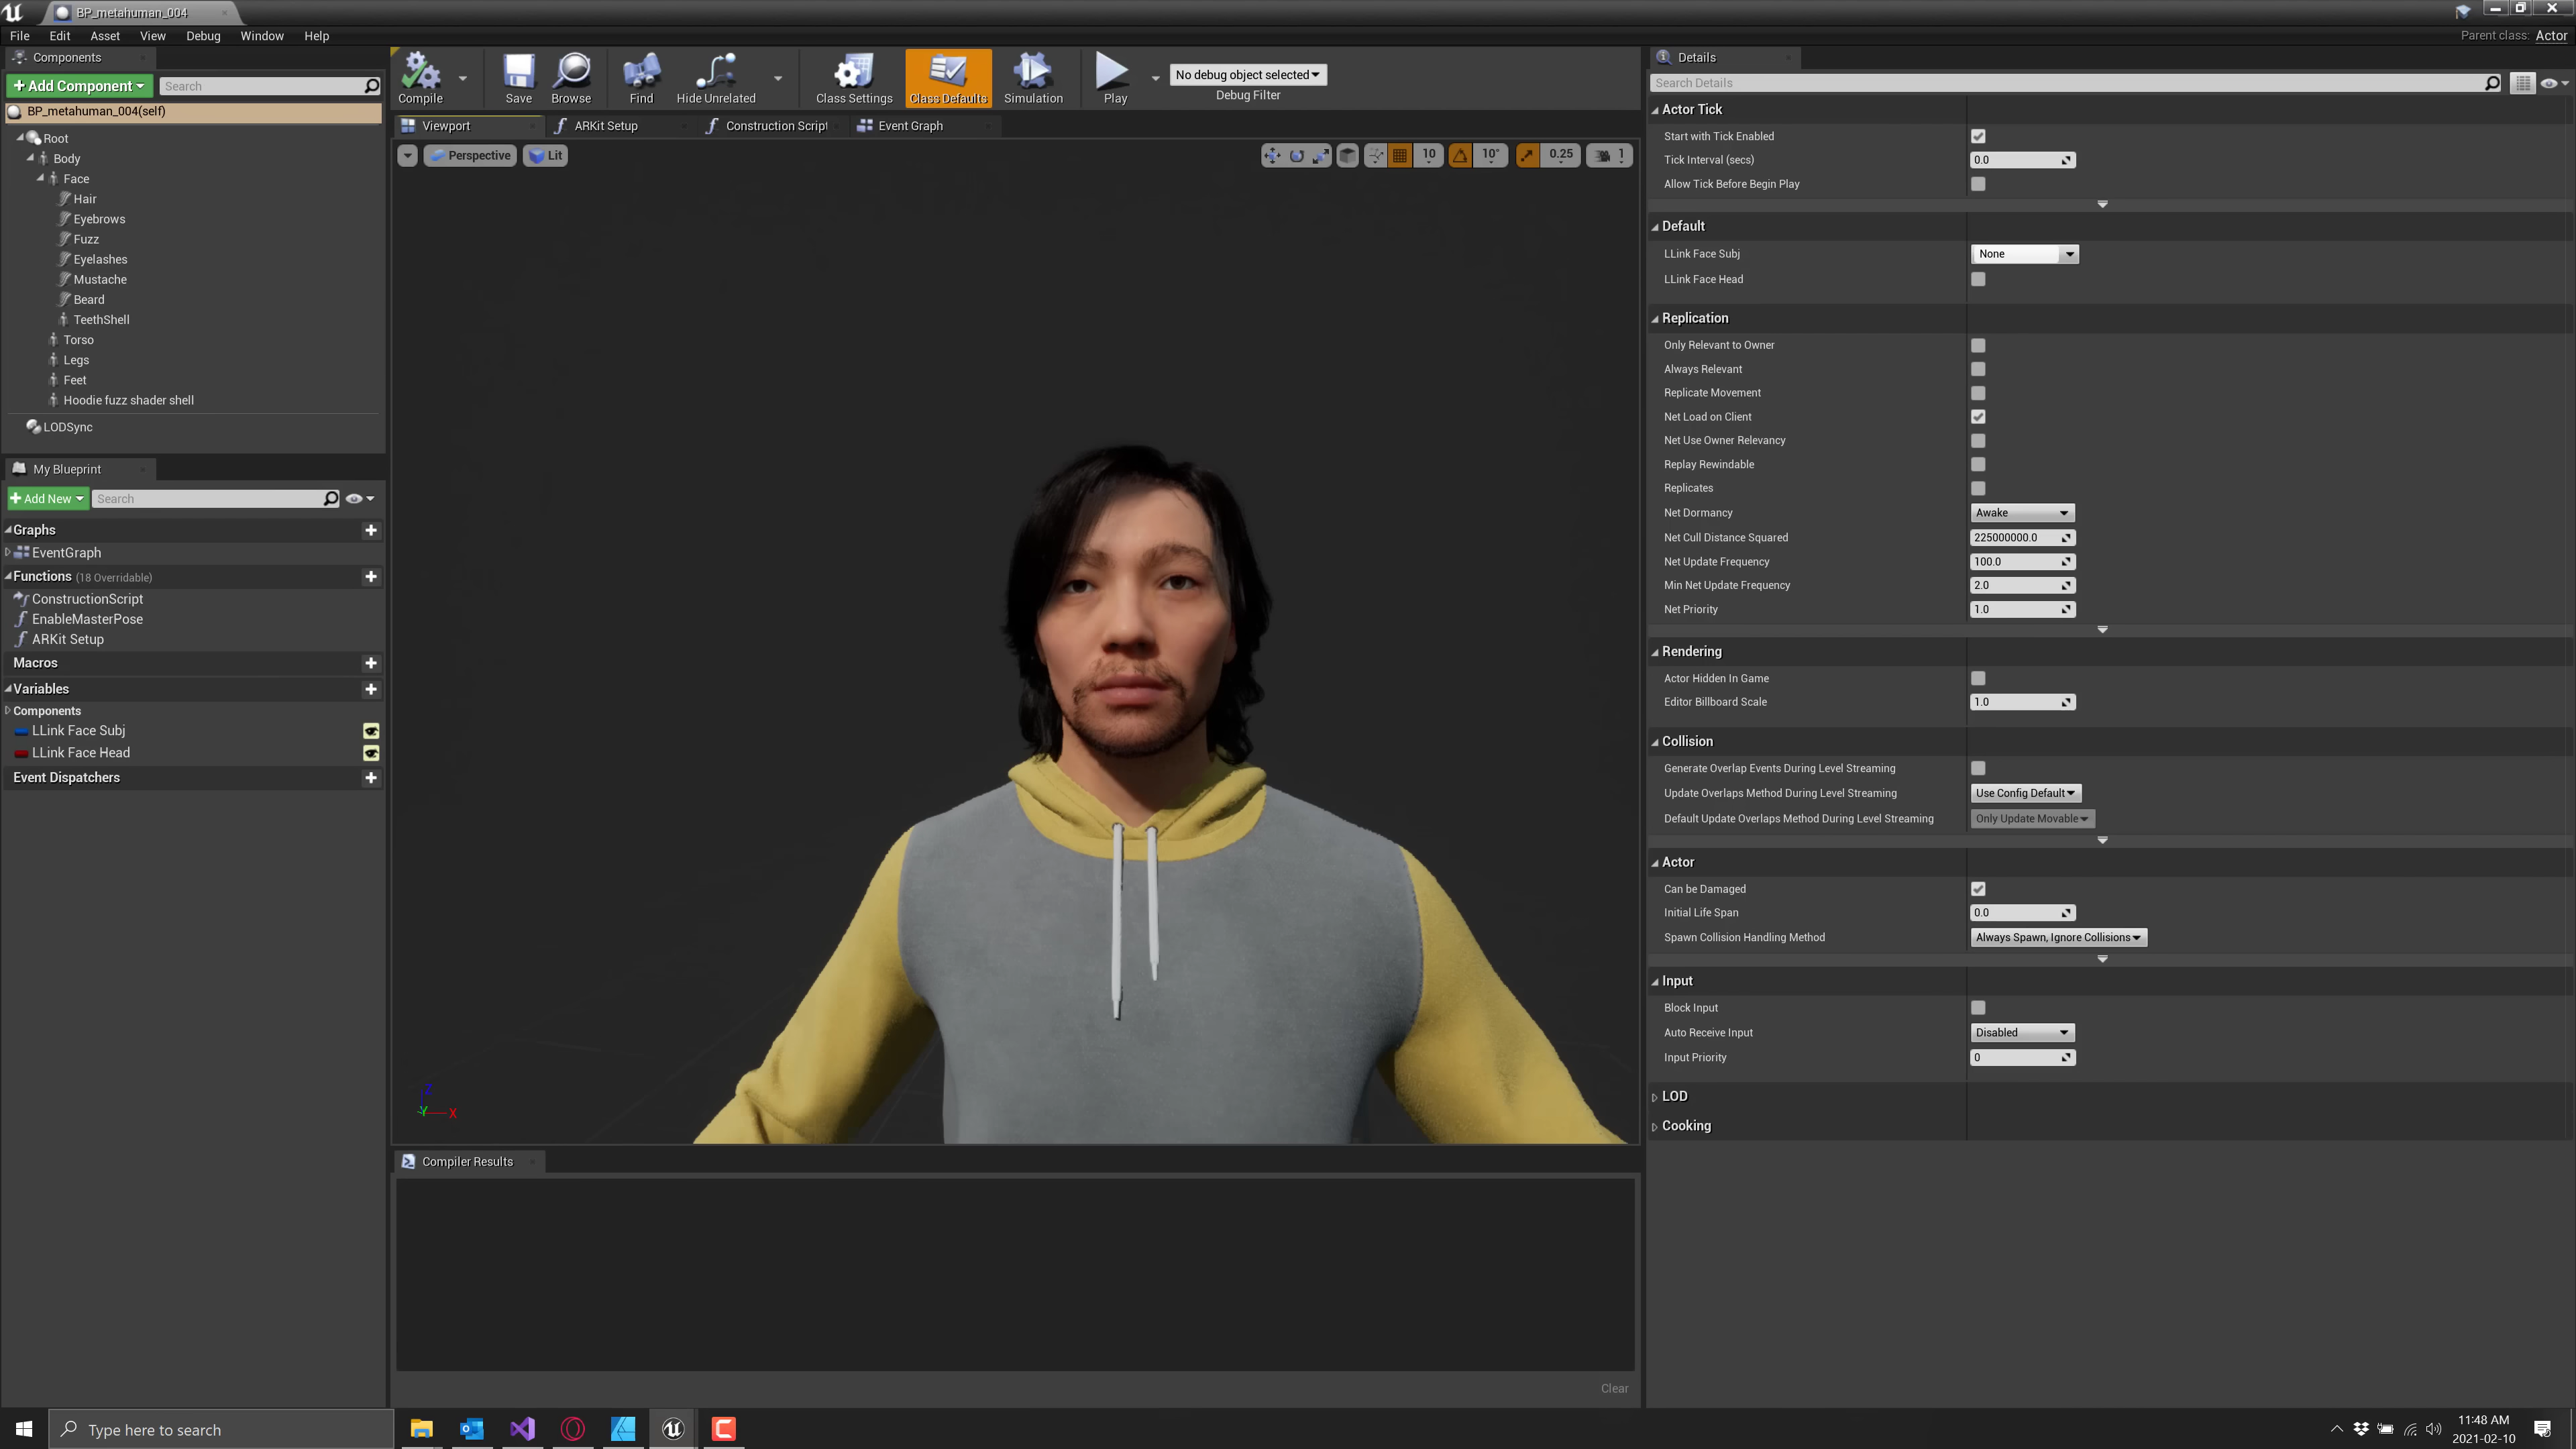 BP_metahuman_004
File Edit Asset View Debug Window Help
Parent class: Actor
Components
+ Add Component
Search
BP_metahuman_004(self)
Root
Body
Face
Hair
Eyebrows
Fuzz
Eyelashes
Mustache
Beard
TeethShell
Torso
Legs
Feet
Hoodie fuzz shader shell
LODSync
My Blueprint
+ Add New
Search
Graphs
EventGraph
Functions (18 Overridable)
ConstructionScript
EnableMasterPose
ARKit Setup
Macros
Variables
Components
LLink Face Subj
LLink Face Head
Event Dispatchers
Compile Save Browse Find Hide Unrelated Class Settings Class Defaults Simulation Play
No debug object selected
Debug Filter
Viewport ARKit Setup Construction Script Event Graph
Perspective Lit 10 10° 0.25 1
Z
Y X
Compiler Results
Clear
Details
Search Details
Actor Tick
Start with Tick Enabled
Tick Interval (secs) 0.0
Allow Tick Before Begin Play
Default
LLink Face Subj None
LLink Face Head
Replication
Only Relevant to Owner
Always Relevant
Replicate Movement
Net Load on Client
Net Use Owner Relevancy
Replay Rewindable
Replicates
Net Dormancy Awake
Net Cull Distance Squared 225000000.0
Net Update Frequency 100.0
Min Net Update Frequency 2.0
Net Priority 1.0
Rendering
Actor Hidden In Game
Editor Billboard Scale 1.0
Collision
Generate Overlap Events During Level Streaming
Update Overlaps Method During Level Streaming Use Config Default
Default Update Overlaps Method During Level Streaming Only Update Movable
Actor
Can be Damaged
Initial Life Span 0.0
Spawn Collision Handling Method Always Spawn, Ignore Collisions
Input
Block Input
Auto Receive Input Disabled
Input Priority 0
LOD
Cooking
Type here to search
11:48 AM
2021-02-10